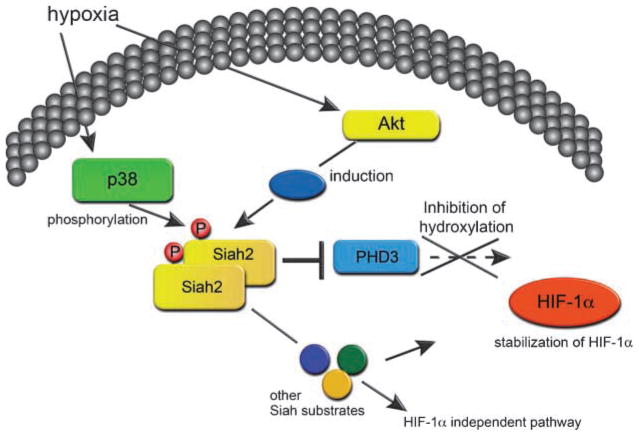 hypoxia
Akt
p38
induction
phosphorylation
P
P
Siah2
Siah2
PHD3
Inhibition of
hydroxylation
HIF-1α
stabilization of HIF-1α
other
Siah substrates
HIF-1α independent pathway